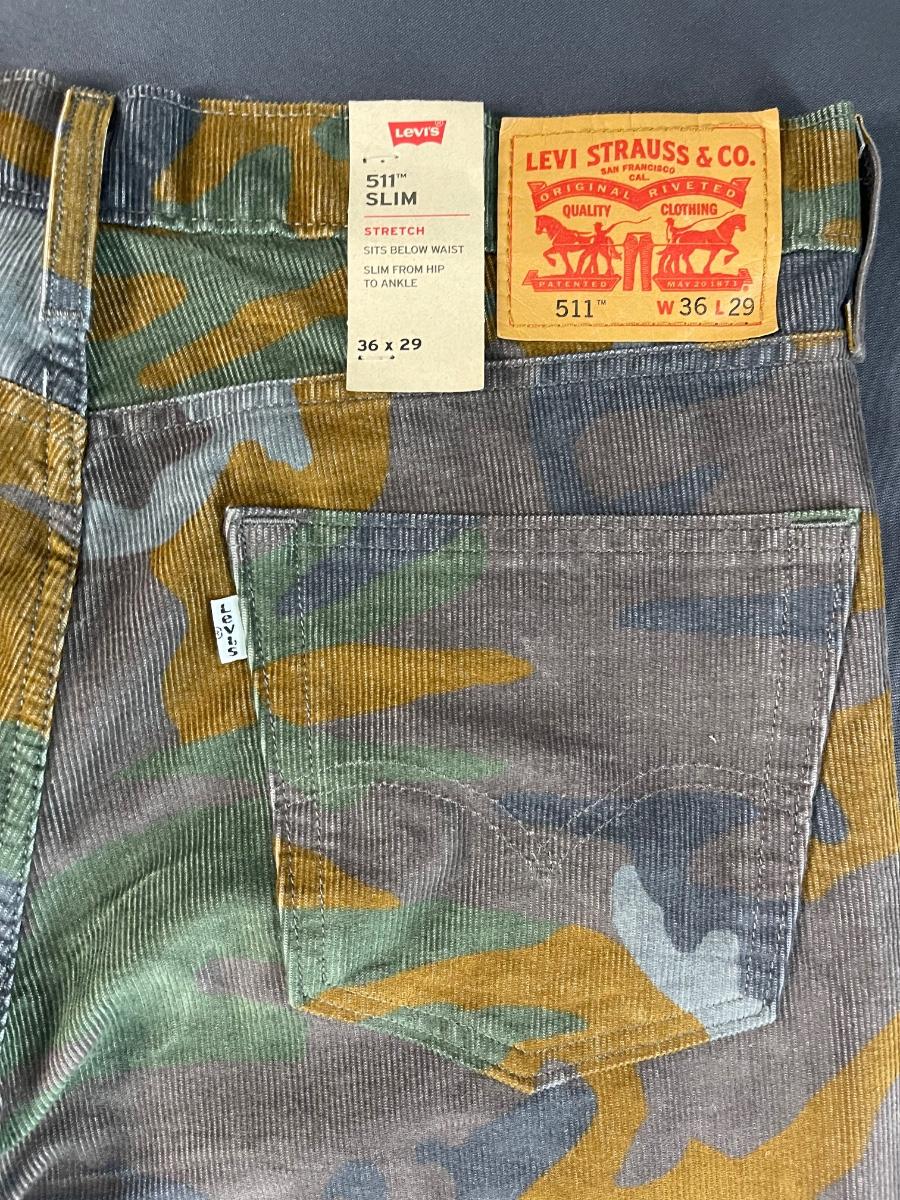 LEVI'S®
511™
SLIM
STRETCH
SITS BELOW WAIST
SLIM FROM HIP
TO ANKLE
36 x 29
LEVI STRAUSS & CO.
SAN FRANCISCO
CAL.
ORIGINAL RIVETED
QUALITY CLOTHING
PATENTED MAY 20 1873 ®
511™ W 36 L 29
LEVI'S®